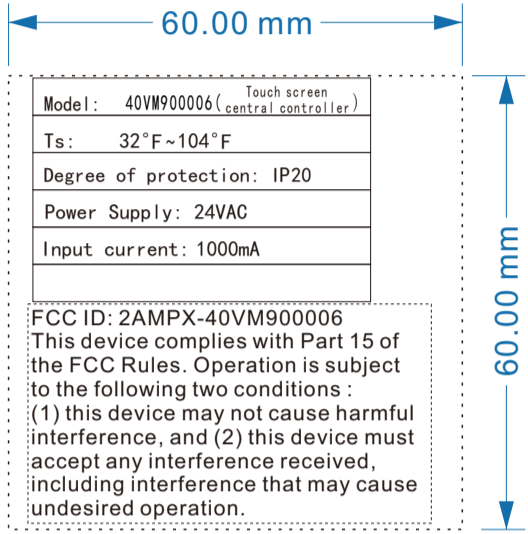 60.00 mm
Model: 40VM900006(Touch screen central controller)
Ts: 32°F~104°F
Degree of protection: IP20
Power Supply: 24VAC
Input current: 1000mA
60.00 mm
FCC ID: 2AMPX-40VM900006
This device complies with Part 15 of
the FCC Rules. Operation is subject
to the following two conditions :
(1) this device may not cause harmful
interference, and (2) this device must
accept any interference received,
including interference that may cause
undesired operation.